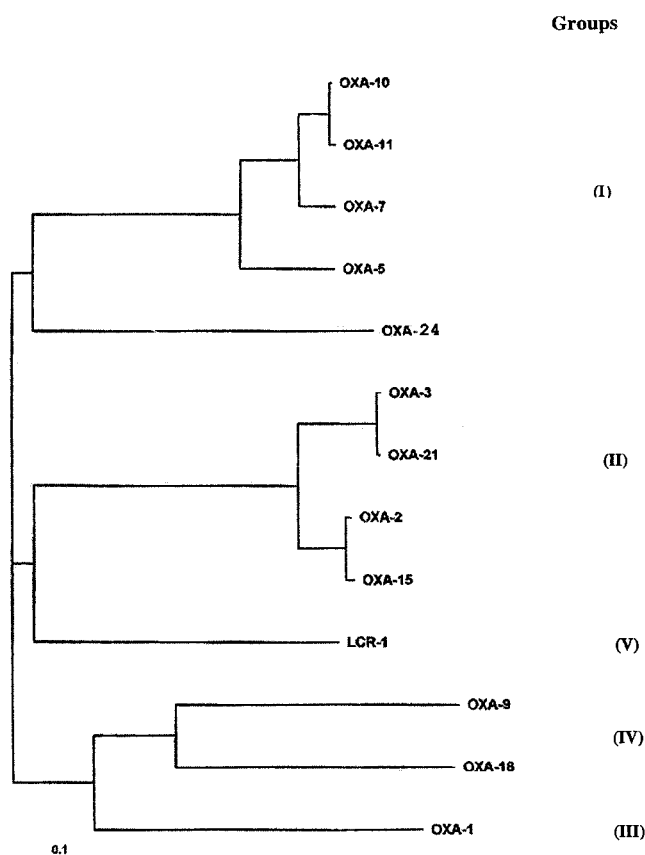 Groups
OXA-10
OXA-11
OXA-7
(I)
OXA-5
OXA-24
OXA-3
OXA-21
(II)
OXA-2
OXA-15
LCR-1
(V)
OXA-9
(IV)
OXA-18
OXA-1
(III)
0.1